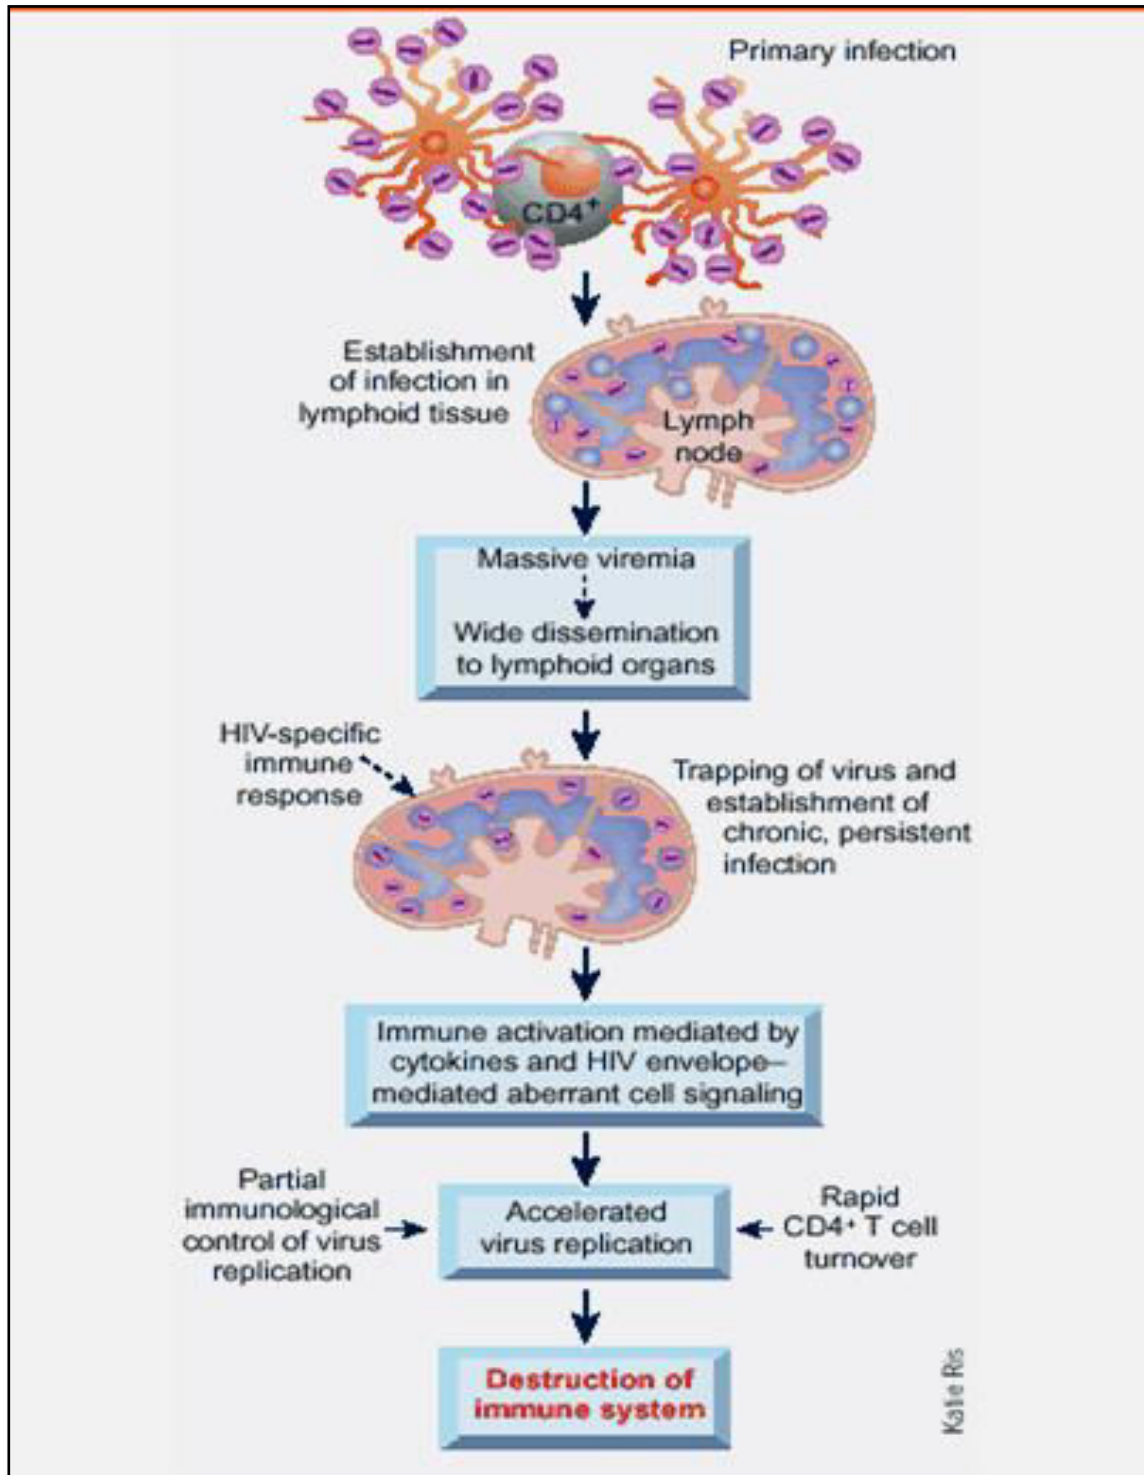 Primary infection
CD4⁺
Establishment
of infection in
lymphoid tissue
Lymph
node
Massive viremia
Wide dissemination
to lymphoid organs
HIV-specific
immune
response
Trapping of virus and
establishment of
chronic, persistent
infection
Immune activation mediated by
cytokines and HIV envelope–
mediated aberrant cell signaling
Partial
immunological
control of virus
replication
Accelerated
virus replication
Rapid
CD4⁺ T cell
turnover
Destruction of
immune system
Katie Ris